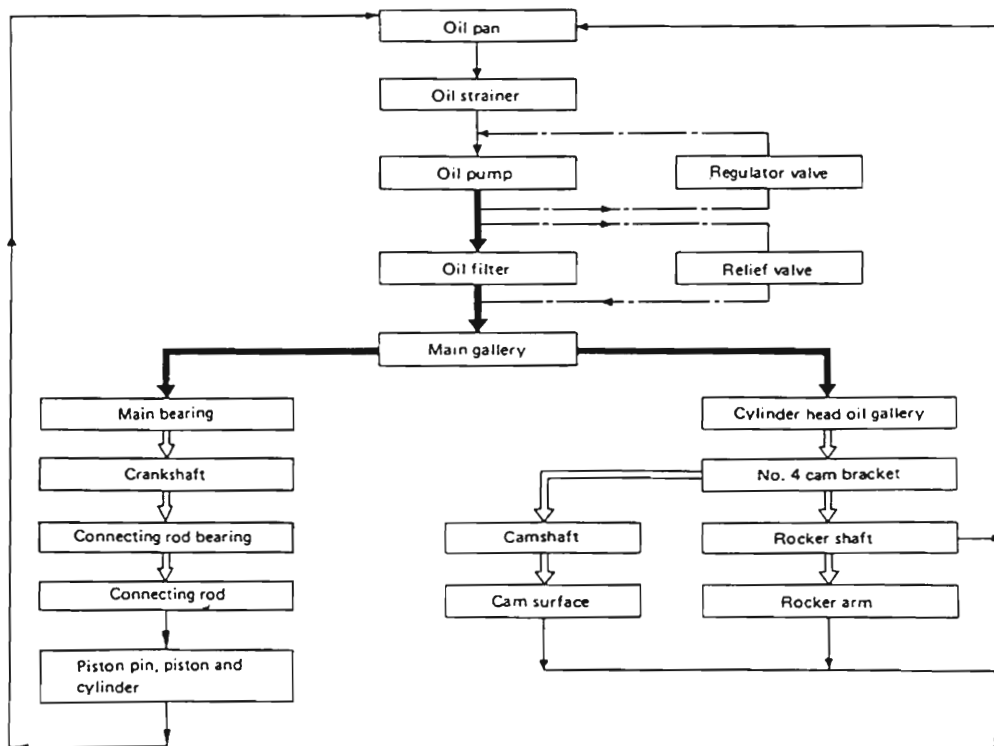 Oil pan
Oil strainer
Oil pump
Regulator valve
Oil filter
Relief valve
Main gallery
Main bearing
Cylinder head oil gallery
Crankshaft
No. 4 cam bracket
Connecting rod bearing
Camshaft
Rocker shaft
Connecting rod
Cam surface
Rocker arm
Piston pin, piston and
cylinder